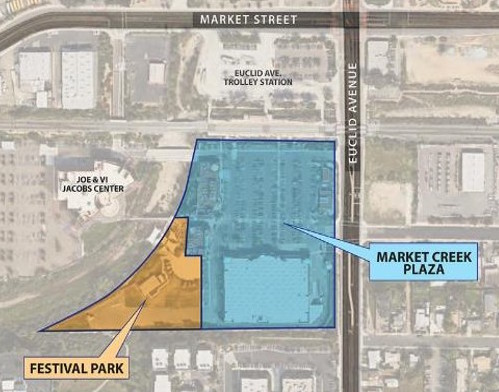 MARKET STREET
EUCLID AVE.
TROLLEY STATION
EUCLID AVENUE
JOE & VI
JACOBS CENTER
MARKET CREEK
PLAZA
FESTIVAL PARK